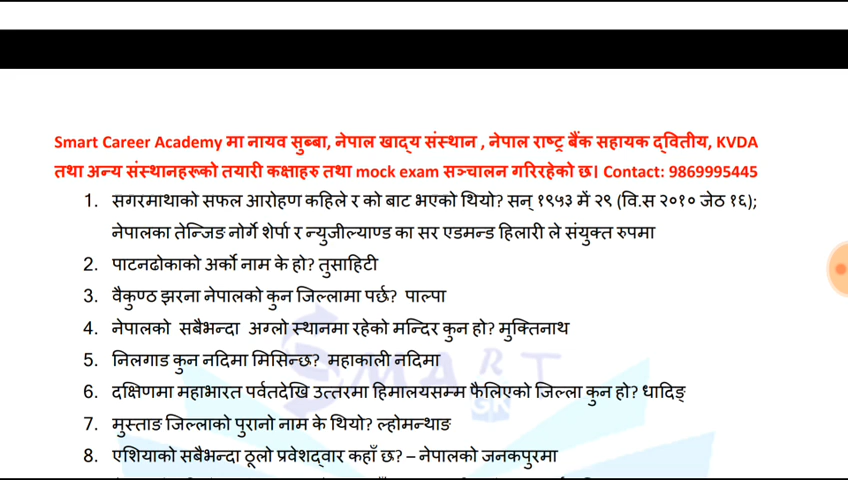 Smart Career Academy मा नायव सुब्बा, नेपाल खाद्य संस्थान , नेपाल राष्ट्र बैंक सहायक द्वितीय, KVDA
तथा अन्य संस्थानहरूको तयारी कक्षाहरु तथा mock exam सञ्चालन गरिरहेको छ। Contact: 9869995445
1. सगरमाथाको सफल आरोहण कहिले र को बाट भएको थियो? सन् १९५३ मे २९ (वि.स २०१० जेठ १६);
नेपालका तेन्जिङ नोर्गे शेर्पा र न्युजील्याण्ड का सर एडमन्ड हिलारी ले संयुक्त रुपमा
2. पाटनढोकाको अर्को नाम के हो? तुसाहिटी
3. वैकुण्ठ झरना नेपालको कुन जिल्लामा पर्छ? पाल्पा
4. नेपालको सबैभन्दा अग्लो स्थानमा रहेको मन्दिर कुन हो? मुक्तिनाथ
5. निलगाड कुन नदिमा मिसिन्छ? महाकाली नदिमा
6. दक्षिणमा महाभारत पर्वतदेखि उत्तरमा हिमालयसम्म फैलिएको जिल्ला कुन हो? धादिङ्
7. मुस्ताङ जिल्लाको पुरानो नाम के थियो? ल्होमन्थाङ
8. एशियाको सबैभन्दा ठूलो प्रवेशद्वार कहाँ छ? – नेपालको जनकपुरमा
SMART
GK